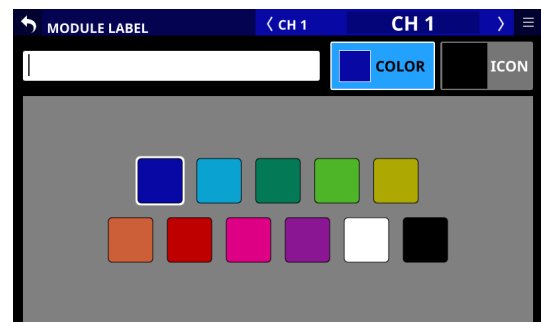 MODULE LABEL
〈 CH 1
CH 1 〉
COLOR
ICON